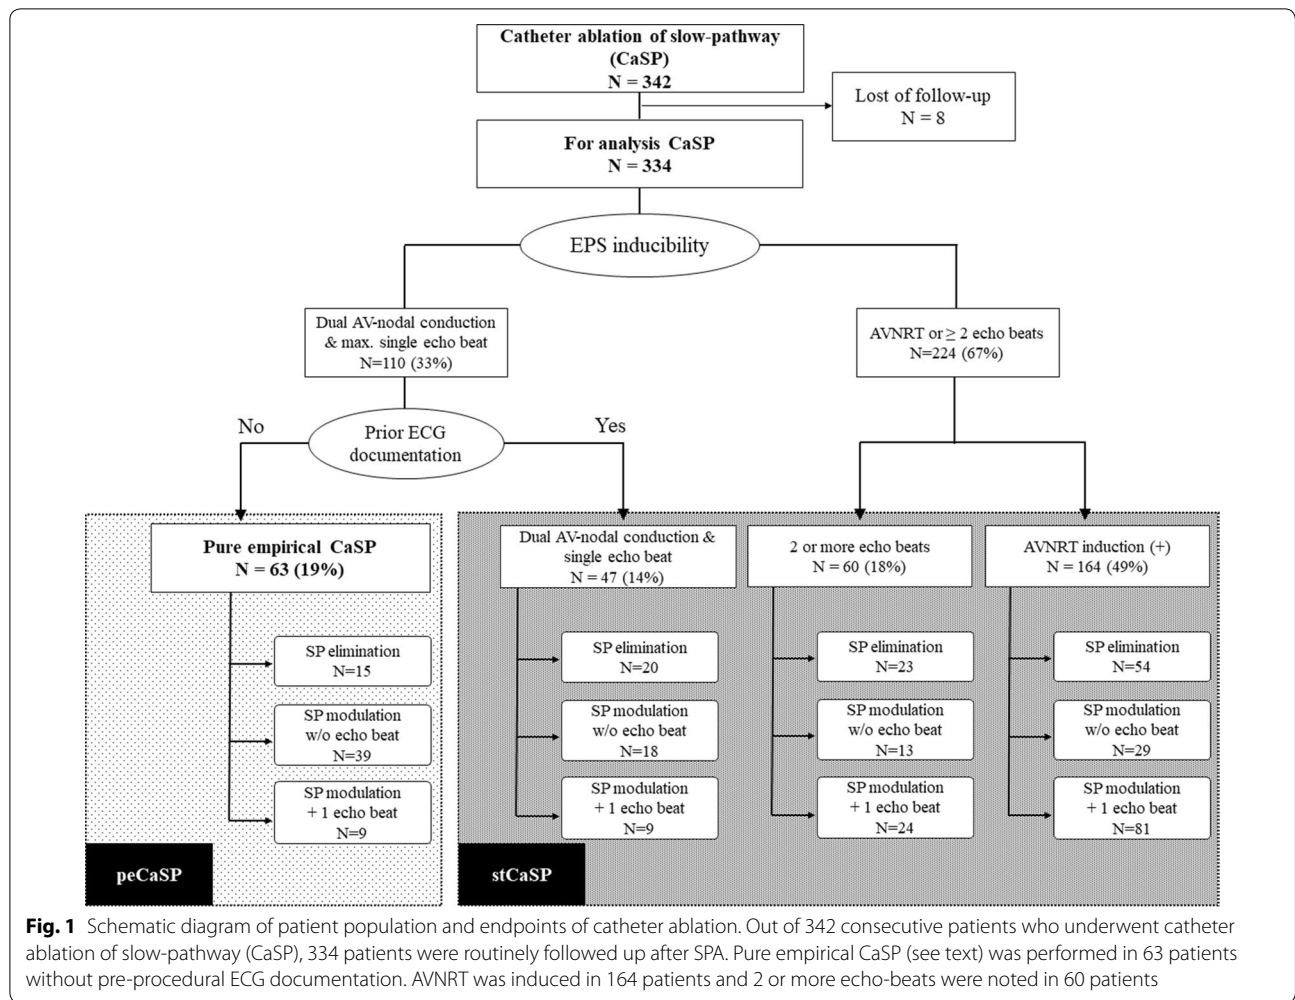 Catheter ablation of slow-pathway
(CaSP)
N = 342
Lost of follow-up
N = 8
For analysis CaSP
N = 334
EPS inducibility
Dual AV-nodal conduction
& max. single echo beat
N=110 (33%)
AVNRT or ≥ 2 echo beats
N=224 (67%)
No
Prior ECG
documentation
Yes
Pure empirical CaSP
N = 63 (19%)
Dual AV-nodal conduction &
single echo beat
N = 47 (14%)
2 or more echo beats
N = 60 (18%)
AVNRT induction (+)
N = 164 (49%)
SP elimination
N=15
SP modulation
w/o echo beat
N=39
SP modulation
+ 1 echo beat
N=9
SP elimination
N=20
SP modulation
w/o echo beat
N=18
SP modulation
+ 1 echo beat
N=9
SP elimination
N=23
SP modulation
w/o echo beat
N=13
SP modulation
+ 1 echo beat
N=24
SP elimination
N=54
SP modulation
w/o echo beat
N=29
SP modulation
+ 1 echo beat
N=81
peCaSP
stCaSP
Fig. 1 Schematic diagram of patient population and endpoints of catheter ablation. Out of 342 consecutive patients who underwent catheter
ablation of slow-pathway (CaSP), 334 patients were routinely followed up after SPA. Pure empirical CaSP (see text) was performed in 63 patients
without pre-procedural ECG documentation. AVNRT was induced in 164 patients and 2 or more echo-beats were noted in 60 patients